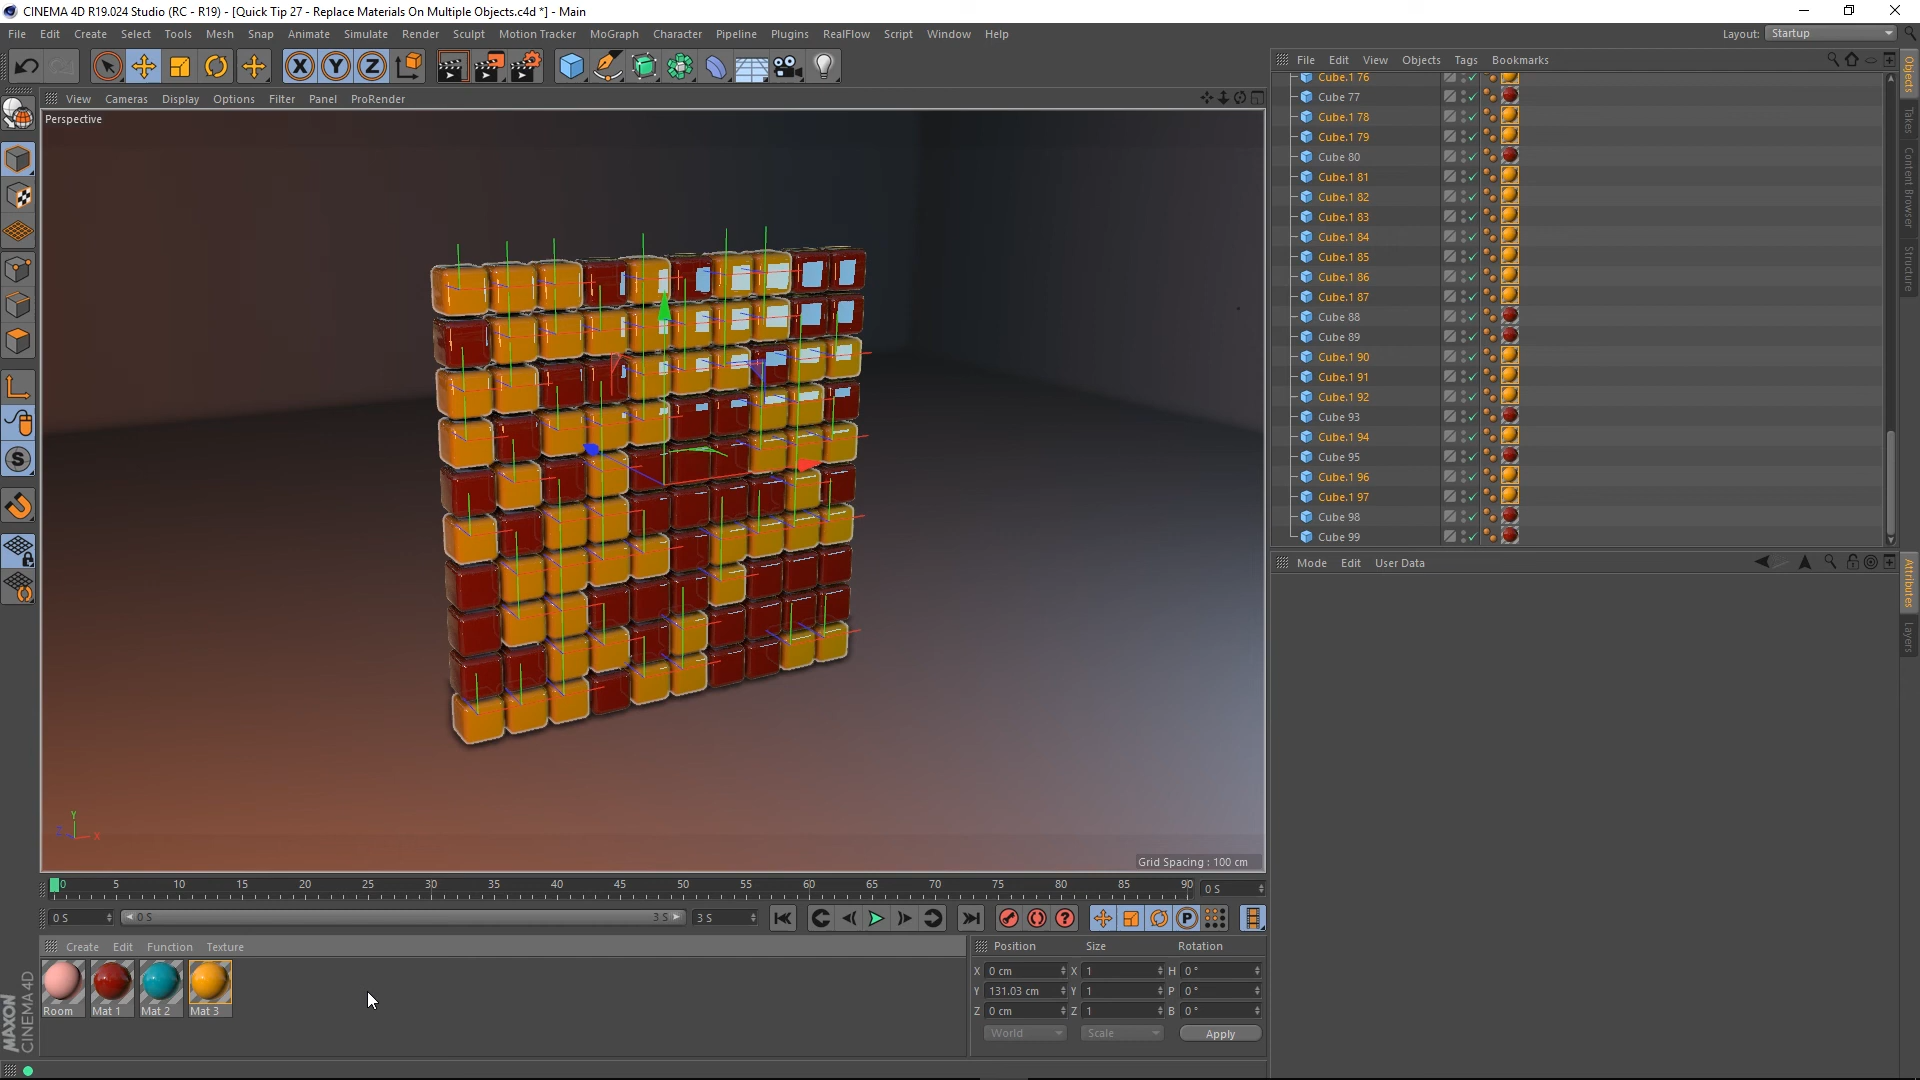 CINEMA 4D R19.024 Studio (RC - R19) - [Quick Tip 27 - Replace Materials On Multiple Objects.c4d *] - Main
File Edit Create Select Tools Mesh Snap Animate Simulate Render Sculpt Motion Tracker MoGraph Character Pipeline Plugins RealFlow Script Window Help
Layout: Startup
File Edit View Objects Tags Bookmarks
View Cameras Display Options Filter Panel ProRender
Perspective
Cube.1 76
Cube 77
Cube.1 78
Cube.1 79
Cube 80
Cube.1 81
Cube.1 82
Cube.1 83
Cube.1 84
Cube.1 85
Cube.1 86
Cube.1 87
Cube 88
Cube 89
Cube.1 90
Cube.1 91
Cube.1 92
Cube 93
Cube.1 94
Cube 95
Cube.1 96
Cube.1 97
Cube 98
Cube 99
Objects
Takes
Content Browser
Structure
Mode Edit User Data
Attributes
Layers
Y
X
Z
Grid Spacing : 100 cm
0 5 10 15 20 25 30 35 40 45 50 55 60 65 70 75 80 85 90
0 S
0 S 0 S 3 S 3 S
Create Edit Function Texture
Room Mat 1 Mat 2 Mat 3
Position Size Rotation
X 0 cm X 1 H 0°
Y 131.03 cm Y 1 P 0°
Z 0 cm Z 1 B 0°
World Scale Apply
MAXON
CINEMA 4D